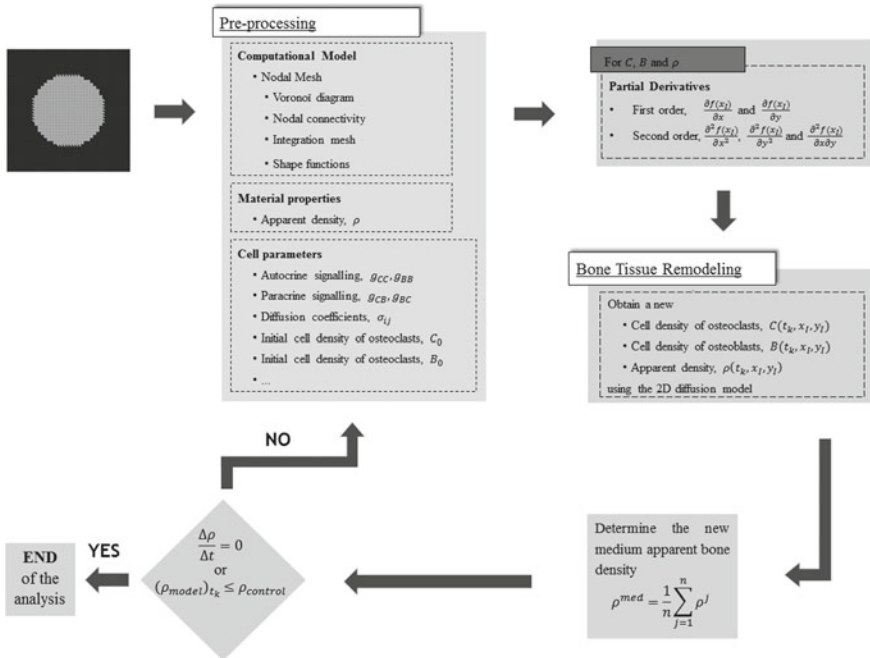 Pre-processing
Computational Model
• Nodal Mesh
• Voronoï diagram
• Nodal connectivity
• Integration mesh
• Shape functions
Material properties
• Apparent density, ρ
Cell parameters
• Autocrine signalling, g_CC, g_BB
• Paracrine signalling, g_CB, g_BC
• Diffusion coefficients, σ_ij
• Initial cell density of osteoclasts, C_0
• Initial cell density of osteoclasts, B_0
• ...
For C, B and ρ
Partial Derivatives
• First order, ∂f(x_I)/∂x and ∂f(x_I)/∂y
• Second order, ∂²f(x_I)/∂x², ∂²f(x_I)/∂y² and ∂²f(x_I)/∂x∂y
Bone Tissue Remodeling
Obtain a new
• Cell density of osteoclasts, C(t_k, x_I, y_I)
• Cell density of osteoblasts, B(t_k, x_I, y_I)
• Apparent density, ρ(t_k, x_I, y_I)
using the 2D diffusion model
Determine the new
medium apparent bone
density
ρ^med = 1/n ∑_{j=1}^{n} ρ^j
Δρ/Δt = 0
or
(ρ_model)_{t_k} ≤ ρ_control
NO
YES
END
of the
analysis